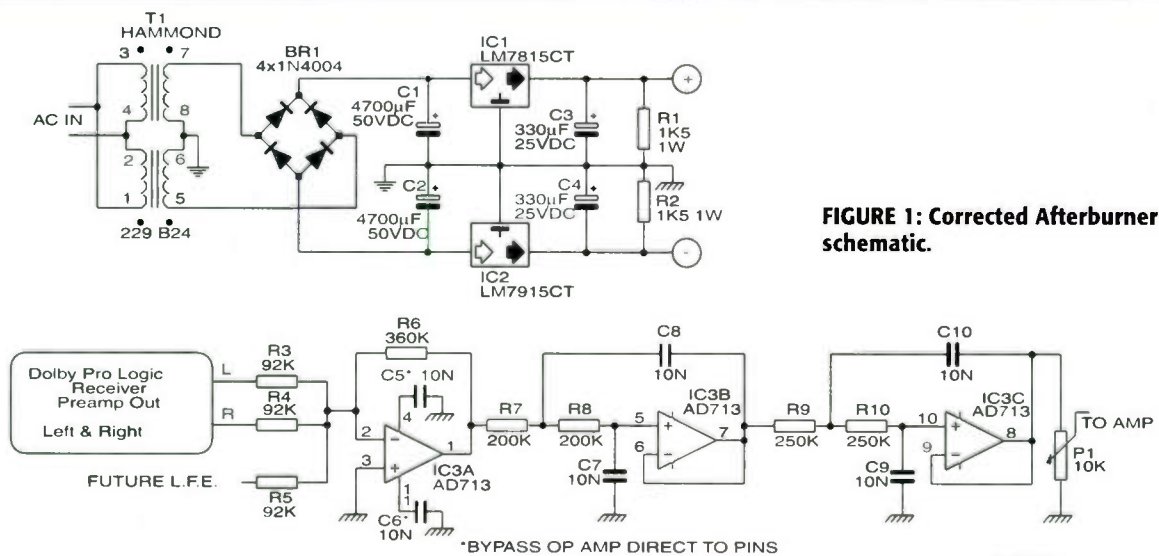 T1
HAMMOND
3
7
4
8
AC IN
2
6
1
5
229 B24
BR1
4x1N4004
C1
4700µF
50VDC
+
C2
4700µF
50VDC
+
IC1
LM7815CT
IC2
LM7915CT
C3
330µF
25VDC
+
C4
330µF
25VDC
+
R1
1K5
1W
R2
1K5 1W
+
-
FIGURE 1: Corrected Afterburner
schematic.
Dolby Pro Logic
Receiver
Preamp Out
Left & Right
L
R
FUTURE L.F.E.
R3
92K
R4
92K
R5
92K
R6
360K
C5* 10N
4
2
-
3
+
1
IC3A
AD713
1
1
C6*
10N
*BYPASS OP AMP DIRECT TO PINS
R7
200K
R8
200K
C7
10N
C8
10N
5
+
6
-
7
IC3B
AD713
R9
250K
R10
250K
C9
10N
C10
10N
10
+
9
-
8
IC3C
AD713
TO AMP
P1
10K